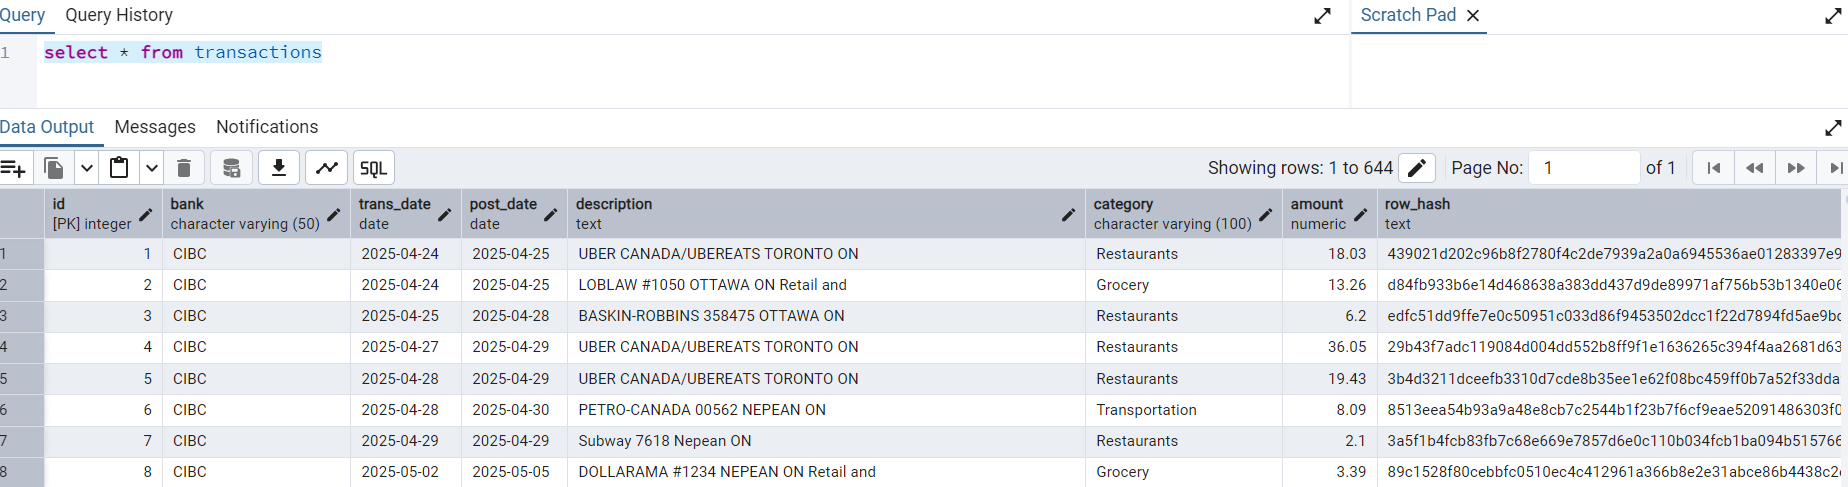 Query Query History Scratch Pad
1 select * from transactions
Data Output Messages Notifications
SQL Showing rows: 1 to 644 Page No: 1 of 1
id bank trans_date post_date description category amount row_hash
[PK] integer character varying (50) date date text character varying (100) numeric text
1 1 CIBC 2025-04-24 2025-04-25 UBER CANADA/UBEREATS TORONTO ON Restaurants 18.03 439021d202c96b8f2780f4c2de7939a2a0a6945536ae01283397e9
2 2 CIBC 2025-04-24 2025-04-25 LOBLAW #1050 OTTAWA ON Retail and Grocery 13.26 d84fb933b6e14d468638a383dd437d9de89971af756b53b1340e06
3 3 CIBC 2025-04-25 2025-04-28 BASKIN-ROBBINS 358475 OTTAWA ON Restaurants 6.2 edfc51dd9ffe7e0c50951c033d86f9453502dcc1f22d7894fd5ae9bc
4 4 CIBC 2025-04-27 2025-04-29 UBER CANADA/UBEREATS TORONTO ON Restaurants 36.05 29b43f7adc119084d004dd552b8ff9f1e1636265c394f4aa2681d63
5 5 CIBC 2025-04-28 2025-04-29 UBER CANADA/UBEREATS TORONTO ON Restaurants 19.43 3b4d3211dceefb3310d7cde8b35ee1e62f08bc459ff0b7a52f33dda
6 6 CIBC 2025-04-28 2025-04-30 PETRO-CANADA 00562 NEPEAN ON Transportation 8.09 8513eea54b93a9a48e8cb7c2544b1f23b7f6cf9eae52091486303f0
7 7 CIBC 2025-04-29 2025-04-29 Subway 7618 Nepean ON Restaurants 2.1 3a5f1b4fcb83fb7c68e669e7857d6e0c110b034fcb1ba094b515766
8 8 CIBC 2025-05-02 2025-05-05 DOLLARAMA #1234 NEPEAN ON Retail and Grocery 3.39 89c1528f80cebbfc0510ec4c412961a366b8e2e31abce86b4438c2